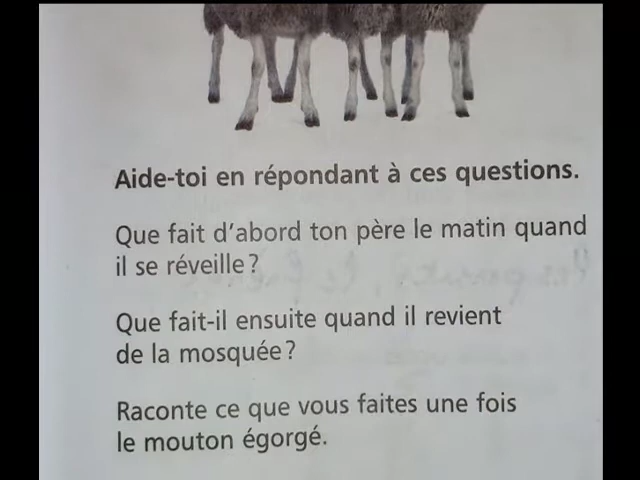 Aide-toi en répondant à ces questions.
Que fait d'abord ton père le matin quand
il se réveille ?
Que fait-il ensuite quand il revient
de la mosquée ?
Raconte ce que vous faites une fois
le mouton égorgé.